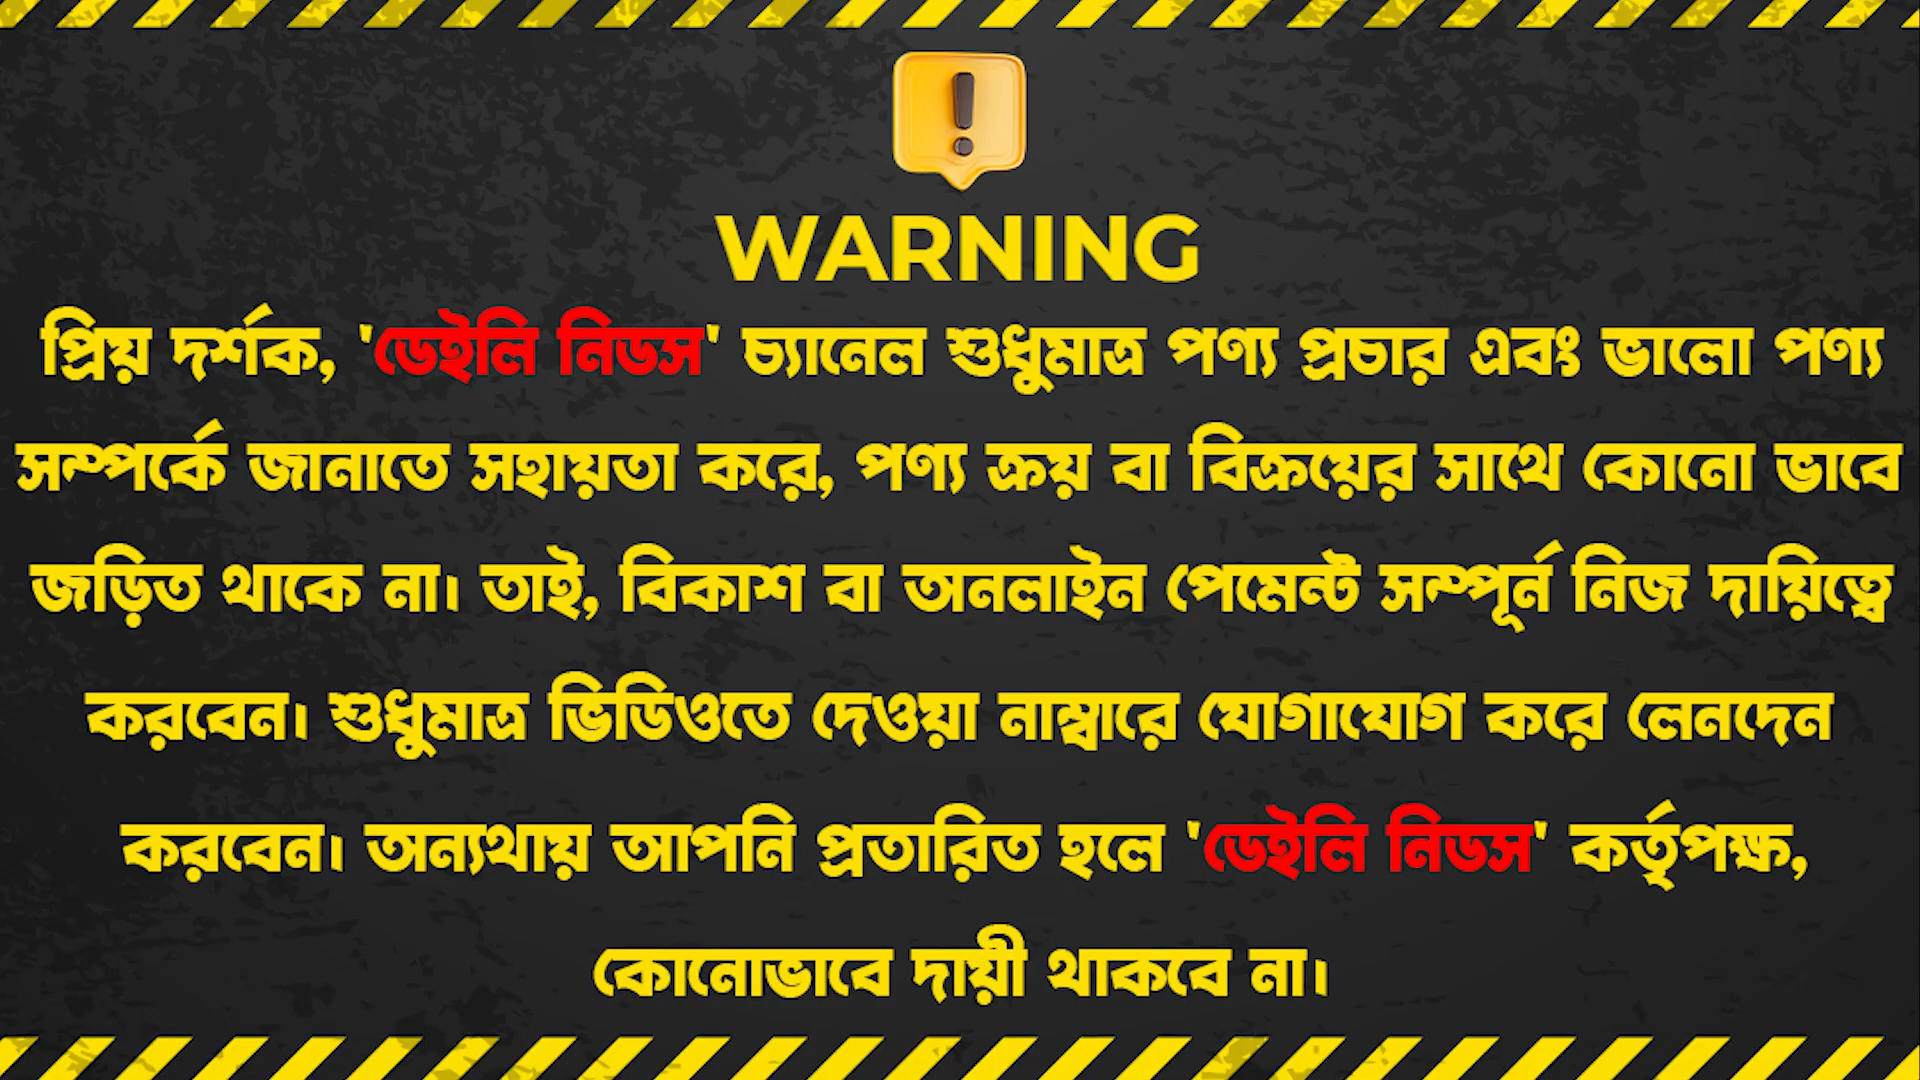 WARNING
প্রিয় দর্শক, 'ডেইলি নিডস' চ্যানেল শুধুমাত্র পণ্য প্রচার এবং ভালো পণ্য
সম্পর্কে জানাতে সহায়তা করে, পণ্য ক্রয় বা বিক্রয়ের সাথে কোনো ভাবে
জড়িত থাকে না। তাই, বিকাশ বা অনলাইন পেমেন্ট সম্পূর্ন নিজ দায়িত্বে
করবেন। শুধুমাত্র ভিডিওতে দেওয়া নাম্বারে যোগাযোগ করে লেনদেন
করবেন। অন্যথায় আপনি প্রতারিত হলে 'ডেইলি নিডস' কর্তৃপক্ষ,
কোনোভাবে দায়ী থাকবে না।